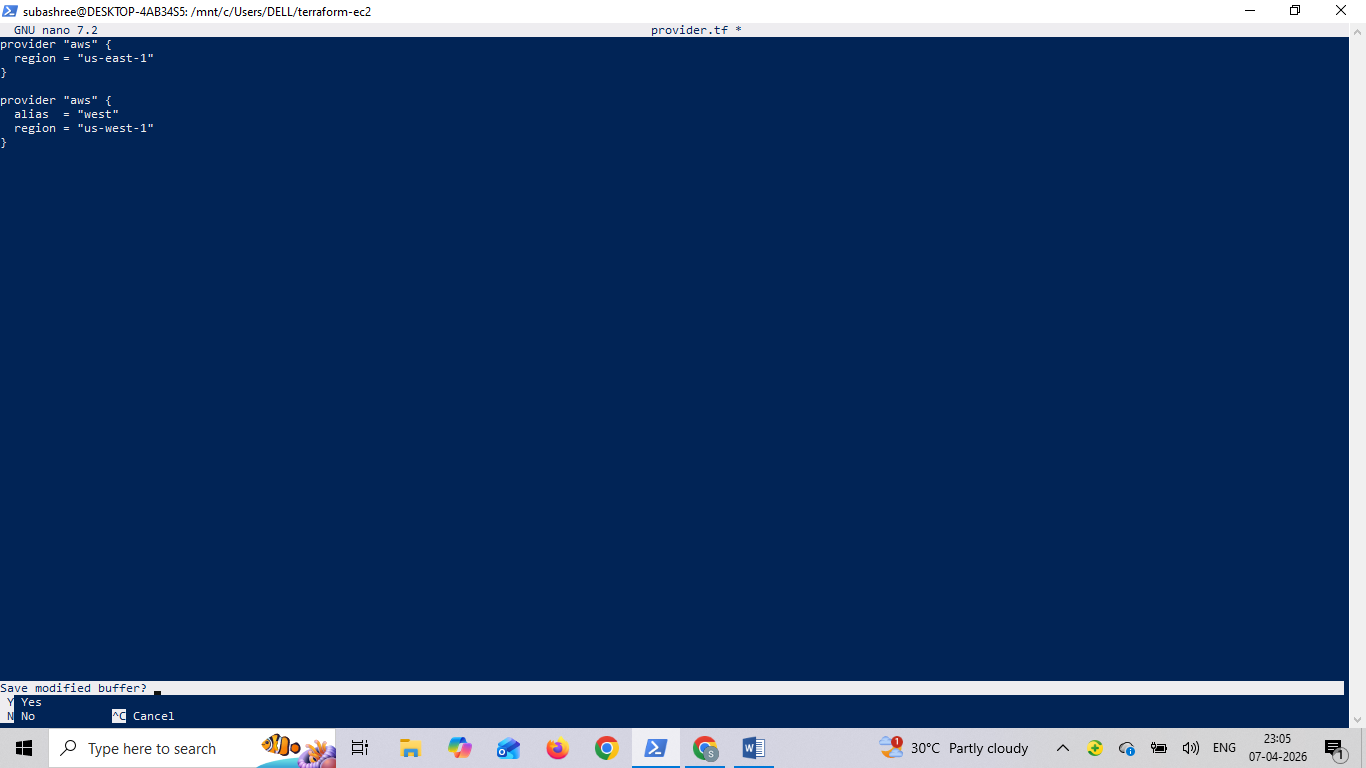 subashree@DESKTOP-4AB34S5: /mnt/c/Users/DELL/terraform-ec2
GNU nano 7.2 provider.tf *
provider "aws" {
  region = "us-east-1"
}

provider "aws" {
  alias  = "west"
  region = "us-west-1"
}
Save modified buffer?
Y Yes
N No ^C Cancel
Type here to search
1
30°C Partly cloudy
ENG
23:05
07-04-2026
1
S